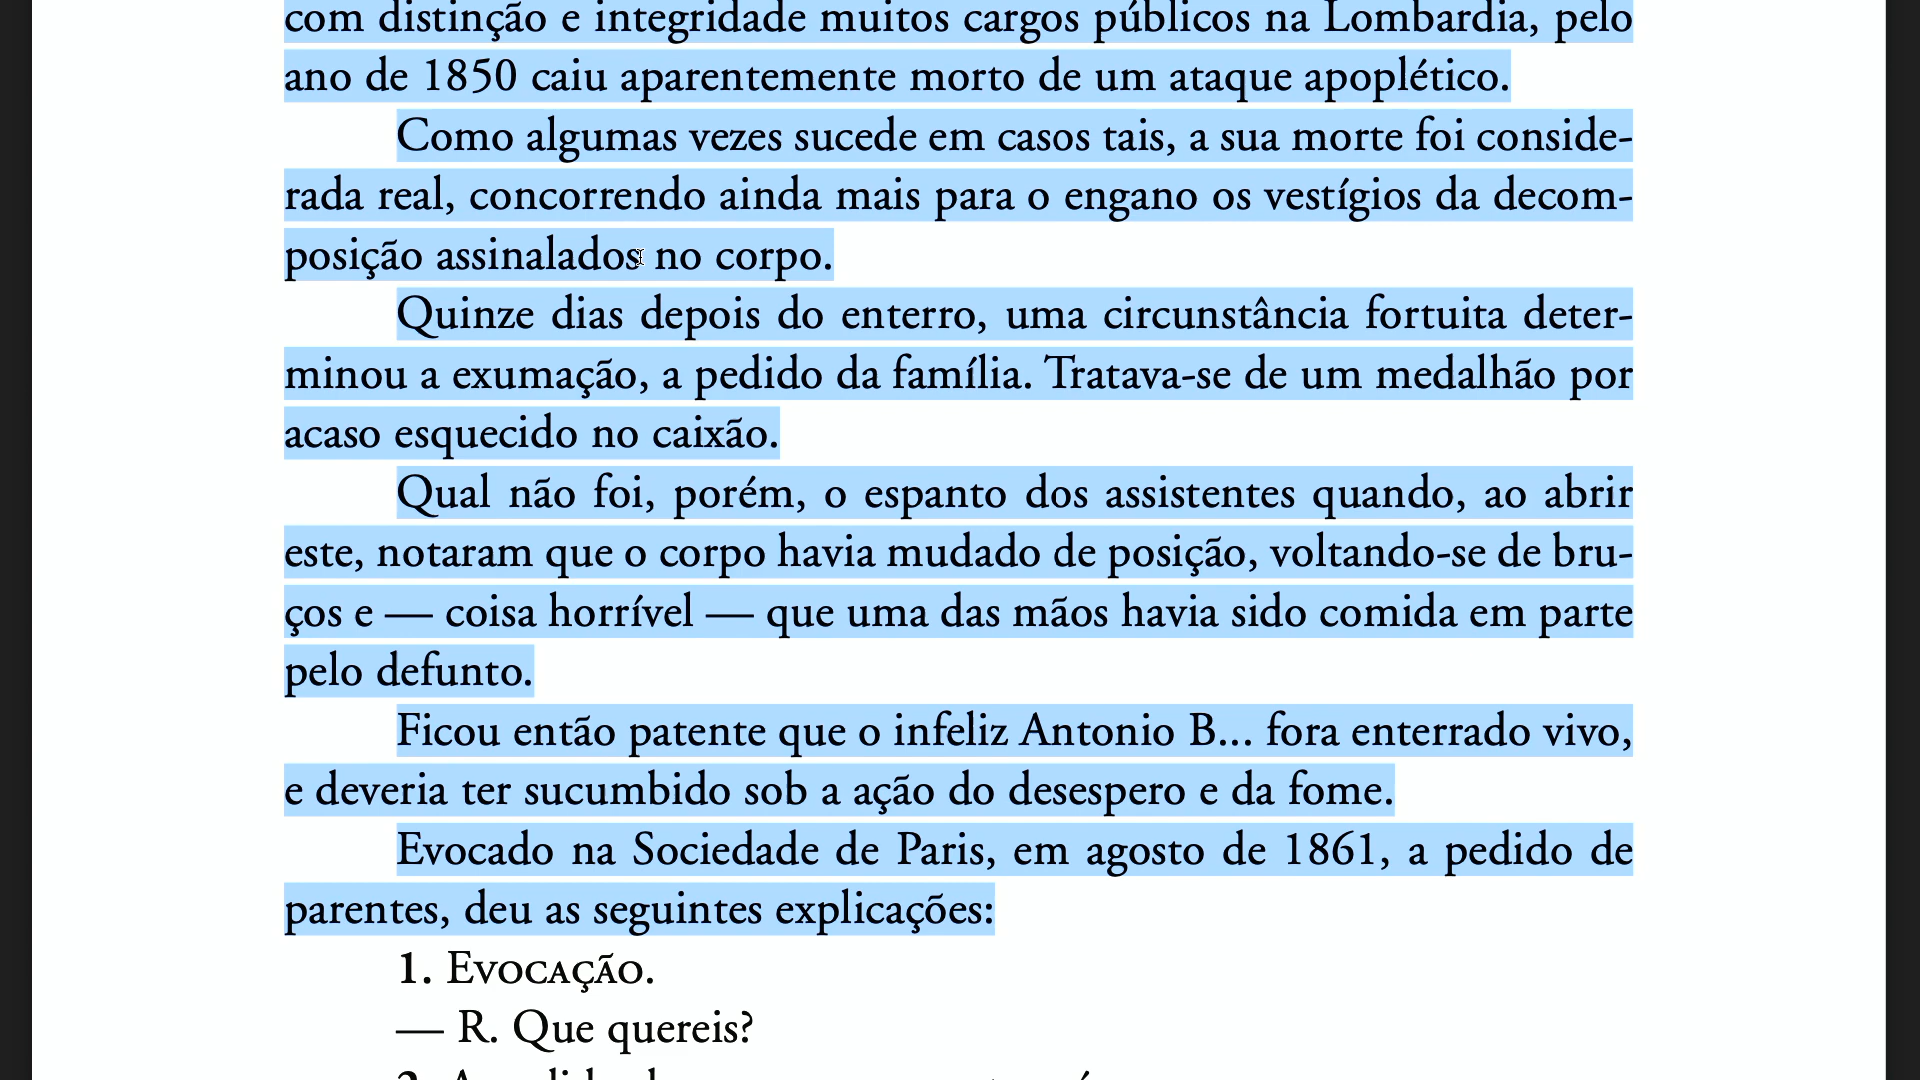 com distinção e integridade muitos cargos públicos na Lombardia, pelo
ano de 1850 caiu aparentemente morto de um ataque apoplético.
Como algumas vezes sucede em casos tais, a sua morte foi conside-
rada real, concorrendo ainda mais para o engano os vestígios da decom-
posição assinalados no corpo.
Quinze dias depois do enterro, uma circunstância fortuita deter-
minou a exumação, a pedido da família. Tratava-se de um medalhão por
acaso esquecido no caixão.
Qual não foi, porém, o espanto dos assistentes quando, ao abrir
este, notaram que o corpo havia mudado de posição, voltando-se de bru-
ços e — coisa horrível — que uma das mãos havia sido comida em parte
pelo defunto.
Ficou então patente que o infeliz Antonio B... fora enterrado vivo,
e deveria ter sucumbido sob a ação do desespero e da fome.
Evocado na Sociedade de Paris, em agosto de 1861, a pedido de
parentes, deu as seguintes explicações:
1. Evocação.
— R. Que quereis?